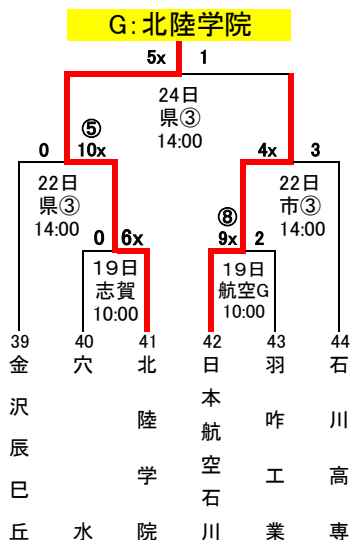 G:北陸学院
5x 1
24日
県③
14:00
⑤
0 10x 4x 3
22日
県③
14:00
22日
市③
14:00
⑧
0 6x 9x 2
19日
志賀
10:00
19日
航空G
10:00
39 40 41 42 43 44
金沢辰巳丘
穴水
北陸学院
日本航空石川
羽咋工業
石川高専